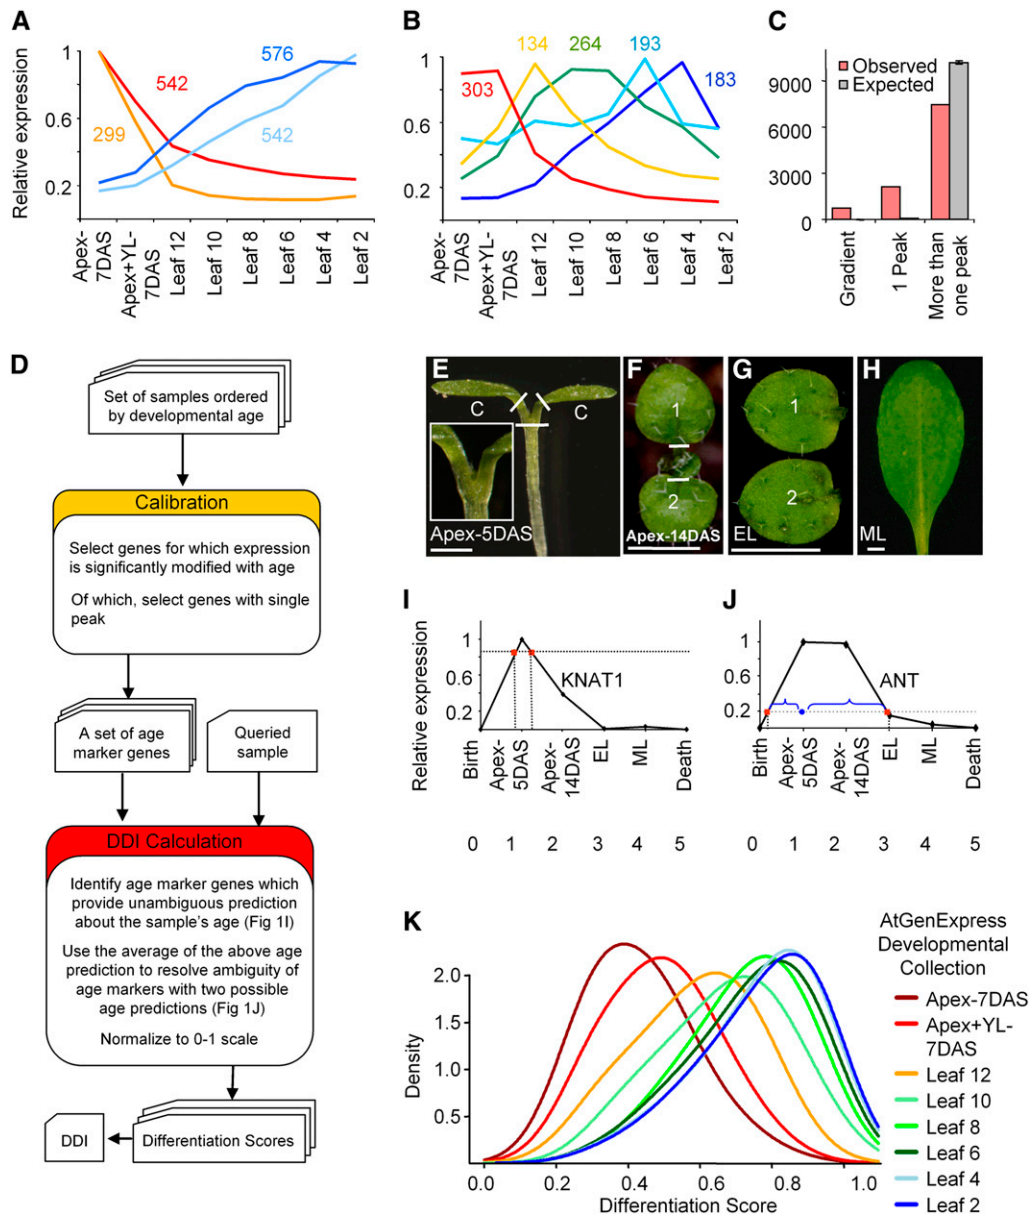 A
Relative expression
1
0.6
0.2
576
542
299
542
Apex-
7DAS
Apex+YL-
7DAS
Leaf 12
Leaf 10
Leaf 8
Leaf 6
Leaf 4
Leaf 2
B
1
0.6
0.2
134
264
193
183
303
Apex-
7DAS
Apex+YL-
7DAS
Leaf 12
Leaf 10
Leaf 8
Leaf 6
Leaf 4
Leaf 2
C
9000
6000
3000
0
Observed
Expected
Gradient
1 Peak
More than
one peak
D
Set of samples ordered
by developmental age
Calibration
Select genes for which expression
is significantly modified with age
Of which, select genes with single
peak
A set of age
marker genes
Queried
sample
DDI Calculation
Identify age marker genes which
provide unambiguous prediction
about the sample's age (Fig 1I)
Use the average of the above age
prediction to resolve ambiguity of
age markers with two possible
age predictions (Fig 1J)
Normalize to 0-1 scale
DDI
Differentiation Scores
E
C
C
Apex-5DAS
F
1
2
Apex-14DAS
G
1
2
EL
H
ML
I
Relative expression
1
0.6
0.2
KNAT1
Birth
Apex-
5DAS
Apex-
14DAS
EL
ML
Death
0 1 2 3 4 5
J
1
0.6
0.2
ANT
Birth
Apex-
5DAS
Apex-
14DAS
EL
ML
Death
0 1 2 3 4 5
K
Density
2.0
1.5
1.0
0.5
0.0 0.2 0.4 0.6 0.8 1.0
Differentiation Score
AtGenExpress
Developmental
Collection
Apex-7DAS
Apex+YL-
7DAS
Leaf 12
Leaf 10
Leaf 8
Leaf 6
Leaf 4
Leaf 2